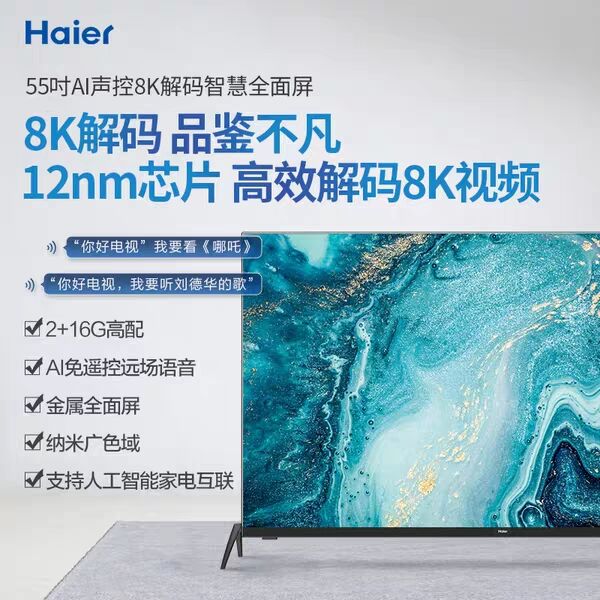 Haier
55吋AI声控8K解码智慧全面屏
8K解码 品鉴不凡
12nm芯片 高效解码8K视频
“你好电视”我要看《哪吒》
“你好电视，我要听刘德华的歌”
2+16G高配
AI免遥控远场语音
金属全面屏
纳米广色域
支持人工智能家电互联
Haier